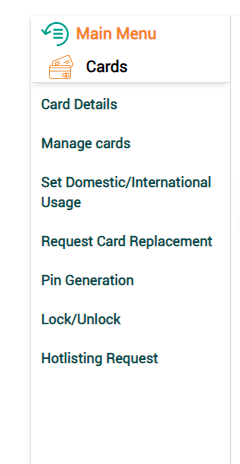 Main Menu
Cards
Card Details
Manage cards
Set Domestic/International
Usage
Request Card Replacement
Pin Generation
Lock/Unlock
Hotlisting Request